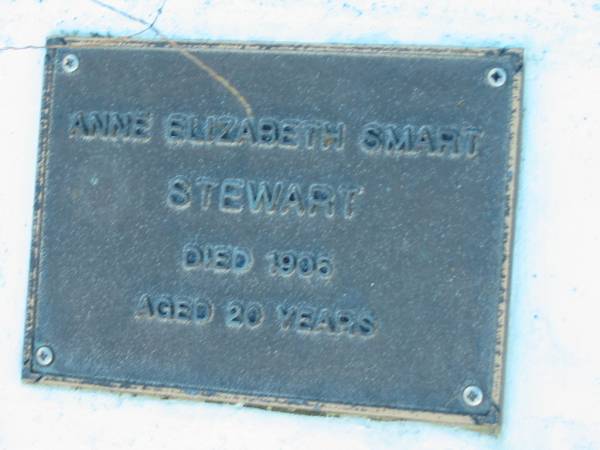 ANNE ELIZABETH SMART
STEWART
DIED 1905
AGED 20 YEARS